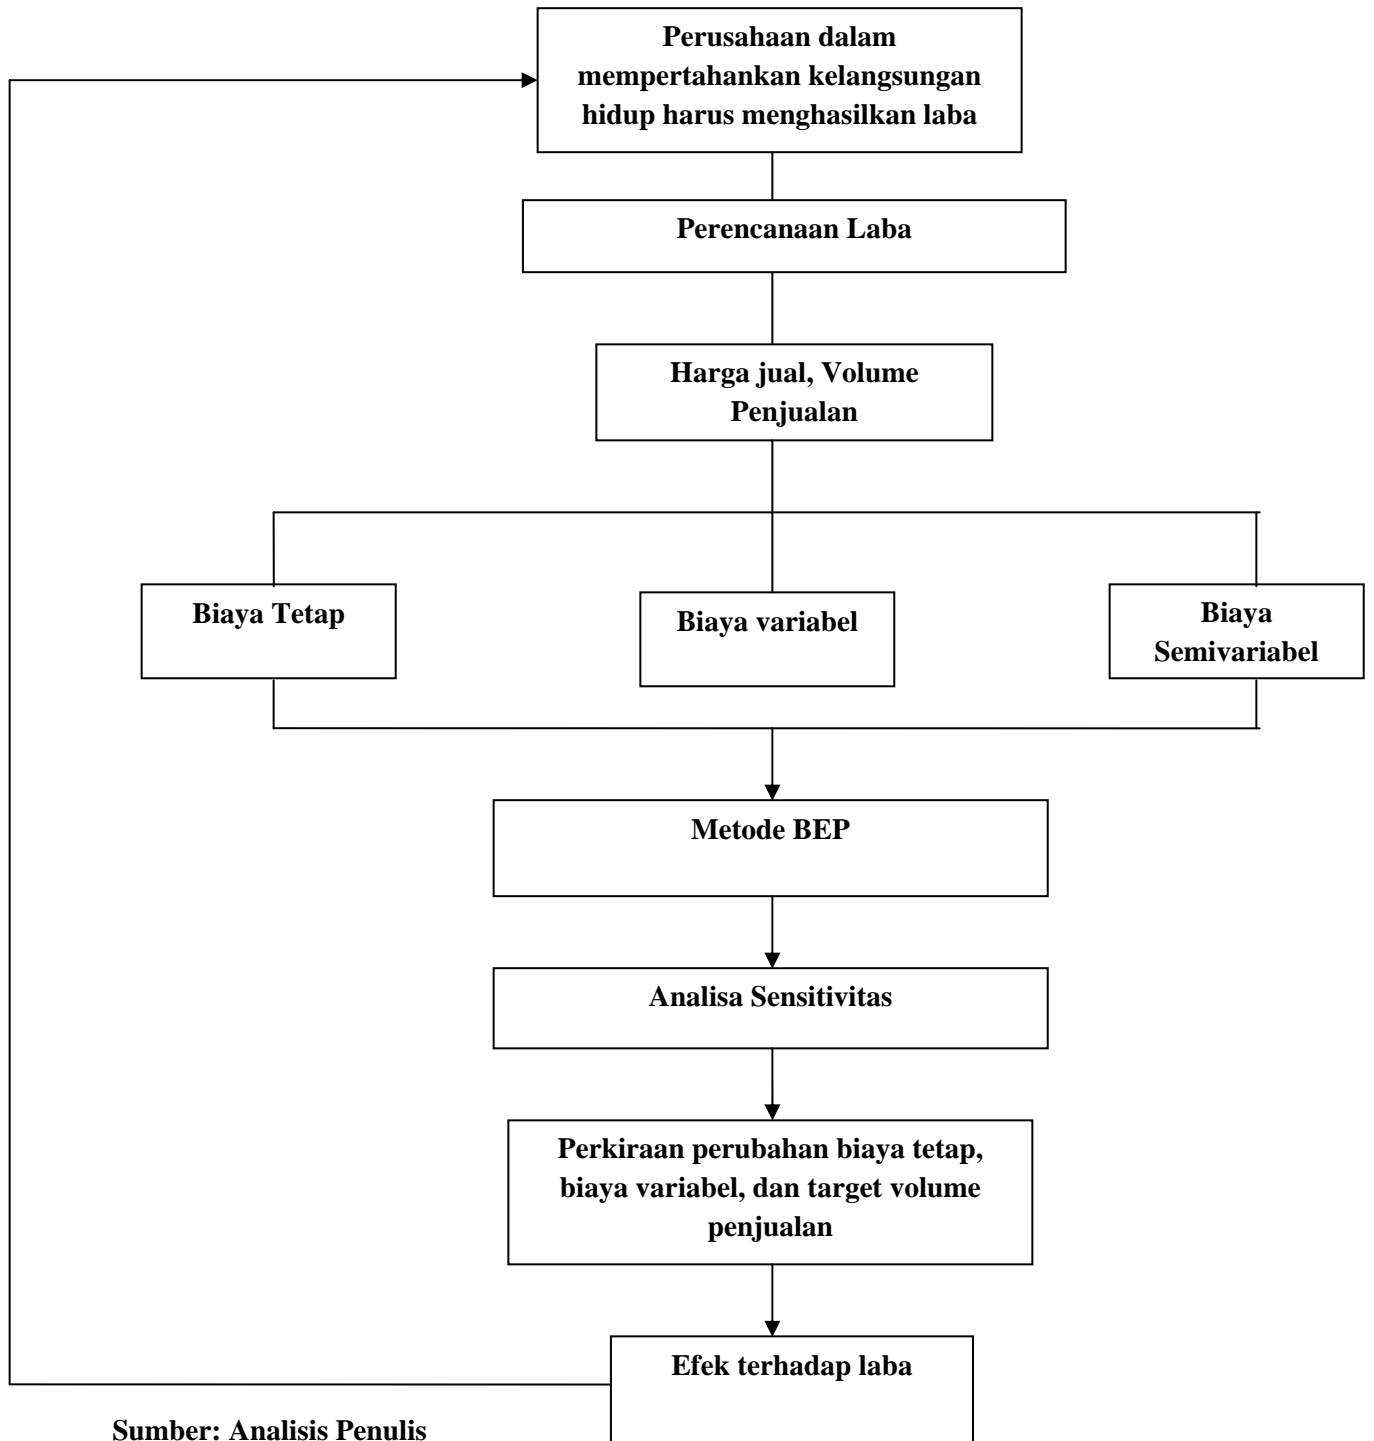 Perusahaan dalam
mempertahankan kelangsungan
hidup harus menghasilkan laba
Perencanaan Laba
Harga jual, Volume
Penjualan
Biaya Tetap
Biaya variabel
Biaya
Semivariabel
Metode BEP
Analisa Sensitivitas
Perkiraan perubahan biaya tetap,
biaya variabel, dan target volume
penjualan
Efek terhadap laba
Sumber: Analisis Penulis